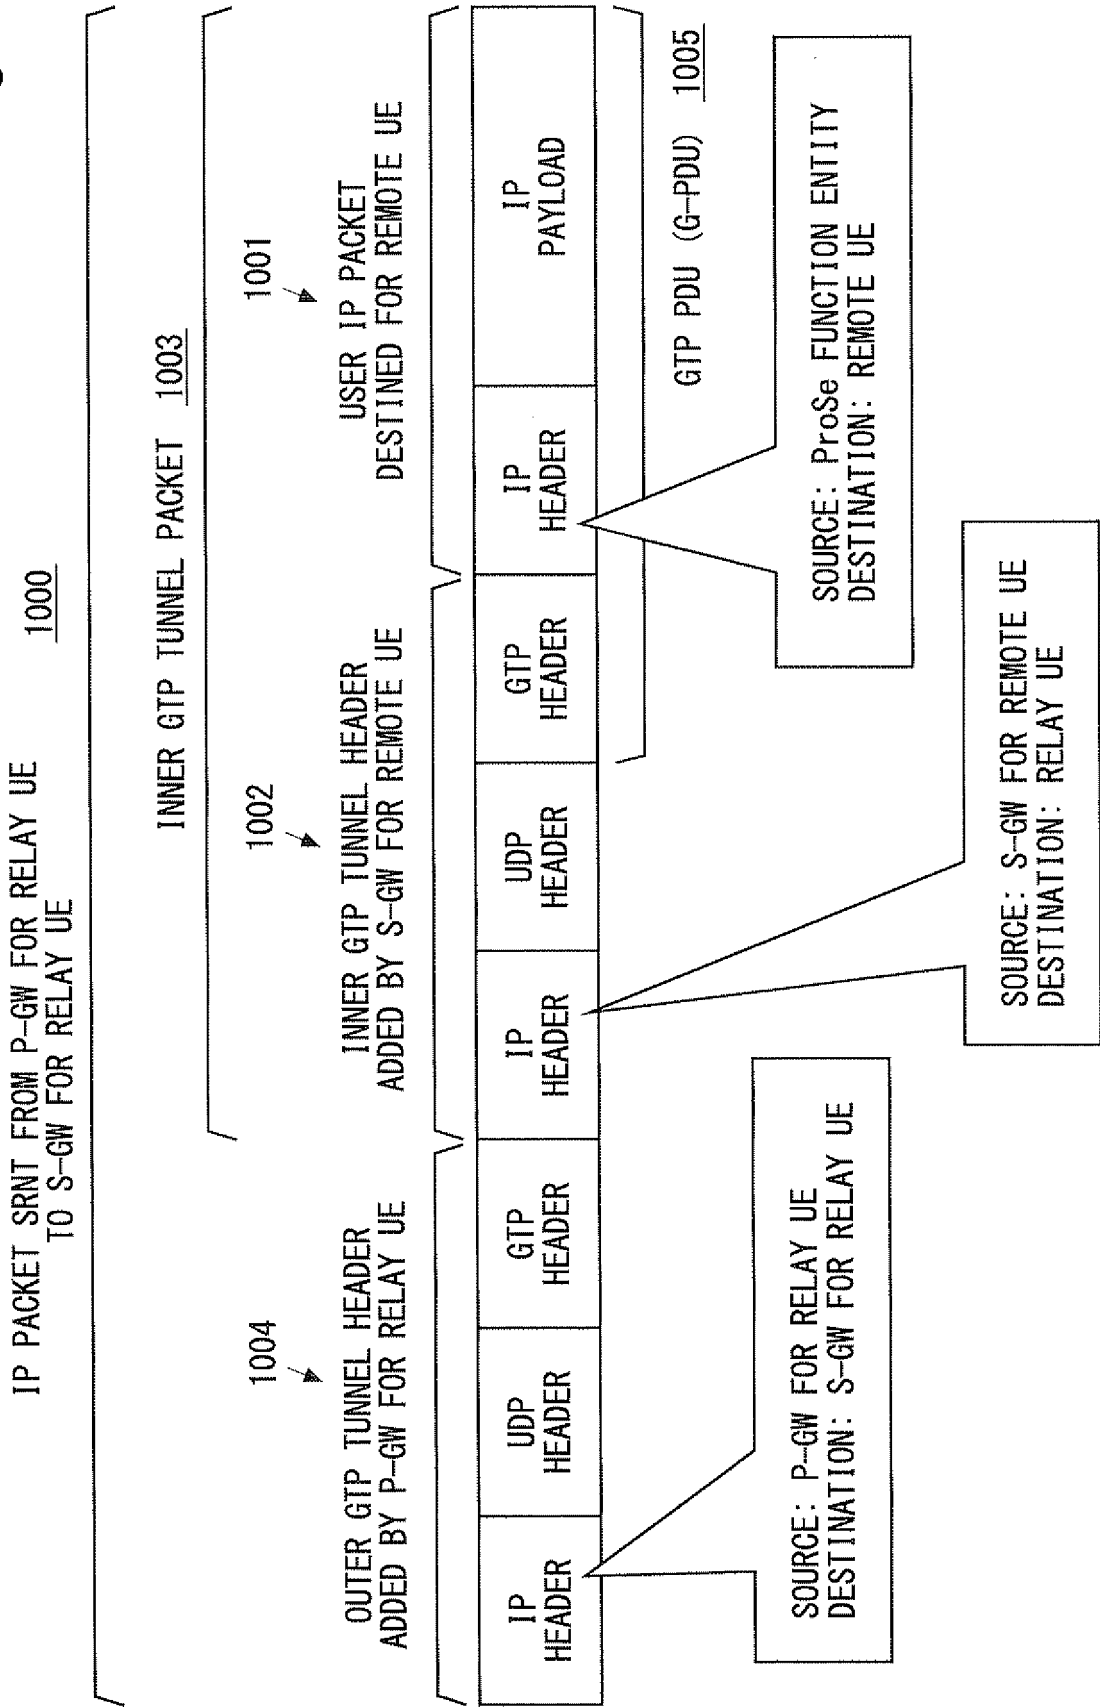 IP PACKET SRNT FROM P-GW FOR RELAY UE
TO S-GW FOR RELAY UE
1000
INNER GTP TUNNEL PACKET 1003
1004
OUTER GTP TUNNEL HEADER
ADDED BY P-GW FOR RELAY UE
1002
INNER GTP TUNNEL HEADER
ADDED BY S-GW FOR REMOTE UE
1001
USER IP PACKET
DESTINED FOR REMOTE UE
IP
HEADER
UDP
HEADER
GTP
HEADER
IP
HEADER
UDP
HEADER
GTP
HEADER
IP
HEADER
IP
PAYLOAD
GTP PDU (G-PDU) 1005
SOURCE: P-GW FOR RELAY UE
DESTINATION: S-GW FOR RELAY UE
SOURCE: S-GW FOR REMOTE UE
DESTINATION: RELAY UE
SOURCE: ProSe FUNCTION ENTITY
DESTINATION: REMOTE UE